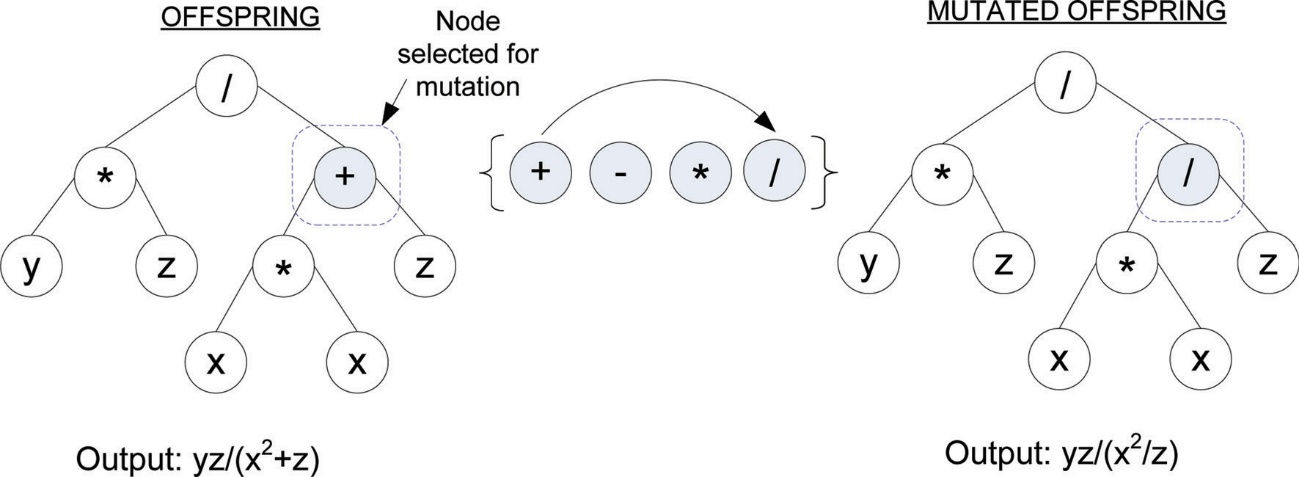 OFFSPRING
Node
selected for
mutation
MUTATED OFFSPRING
/
*
+
y
z
*
z
x
x
{ + - * / }
/
*
/
y
z
*
z
x
x
Output: yz/(x²+z)
Output: yz/(x²/z)